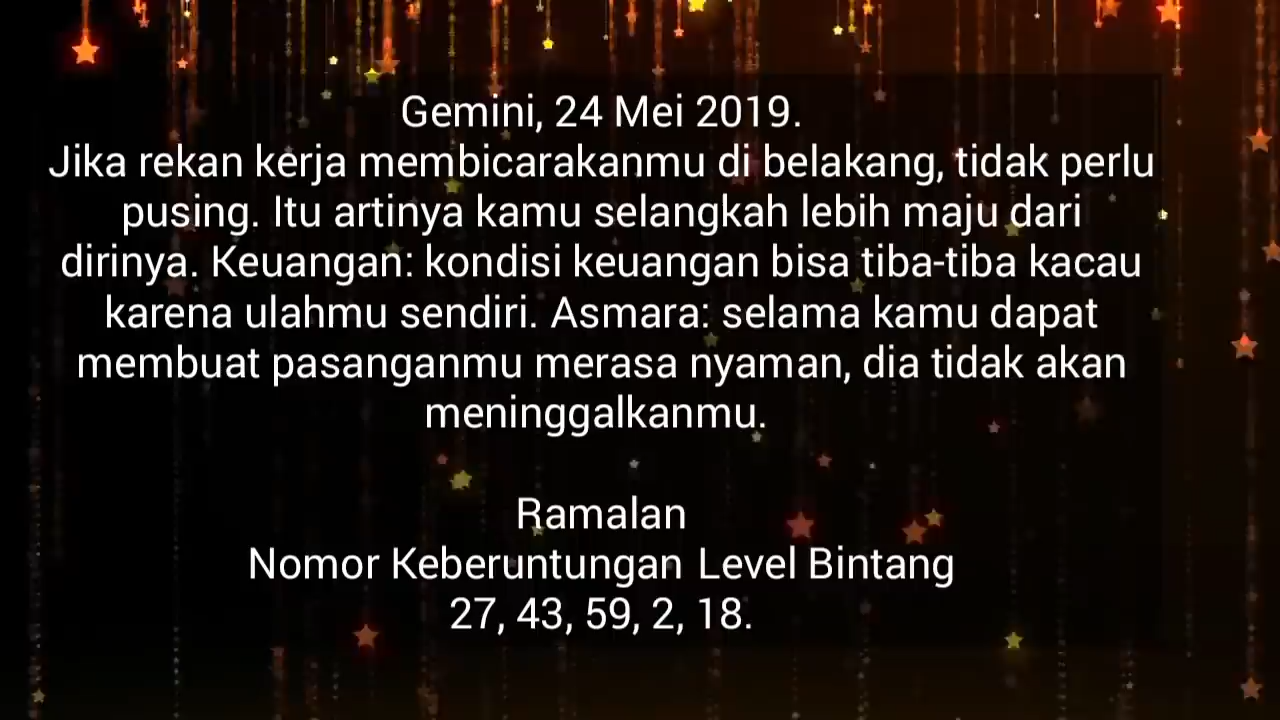 Gemini, 24 Mei 2019.
Jika rekan kerja membicarakanmu di belakang, tidak perlu
pusing. Itu artinya kamu selangkah lebih maju dari
dirinya. Keuangan: kondisi keuangan bisa tiba-tiba kacau
karena ulahmu sendiri. Asmara: selama kamu dapat
membuat pasanganmu merasa nyaman, dia tidak akan
meninggalkanmu.
Ramalan
Nomor Keberuntungan Level Bintang
27, 43, 59, 2, 18.